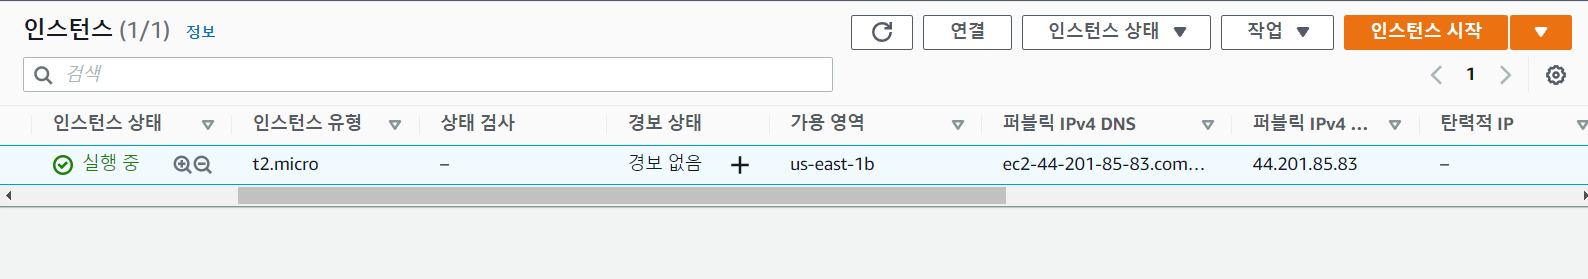 인스턴스 (1/1) 정보
연결 인스턴스 상태 작업 인스턴스 시작
검색
1
인스턴스 상태 인스턴스 유형 상태 검사 경보 상태 가용 영역 퍼블릭 IPv4 DNS 퍼블릭 IPv4 ... 탄력적 IP
실행 중 t2.micro – 경보 없음 + us-east-1b ec2-44-201-85-83.com... 44.201.85.83 –